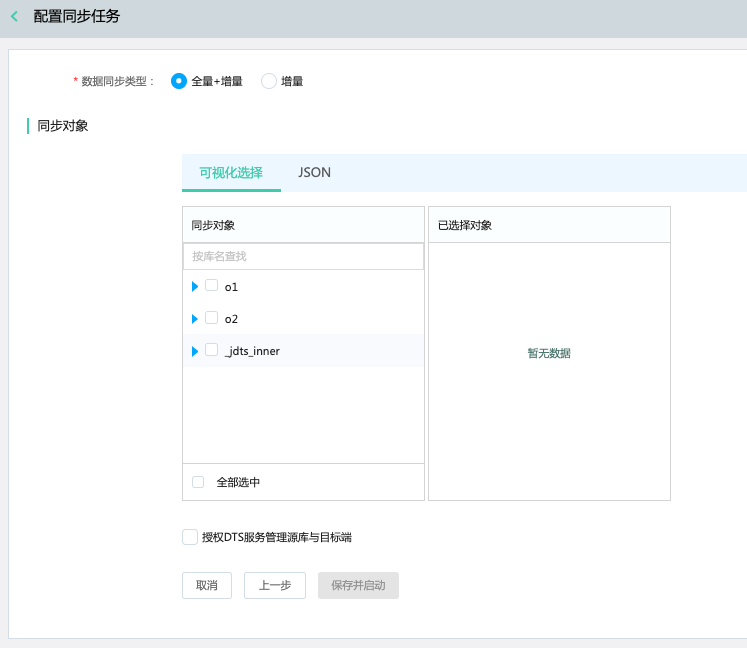 配置同步任务
* 数据同步类型： 全量+增量 增量
同步对象
可视化选择 JSON
同步对象 已选择对象
按库名查找
o1
o2
_jdts_inner
暂无数据
全部选中
授权DTS服务管理源库与目标端
取消 上一步 保存并启动